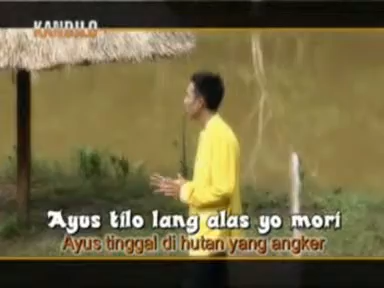 KANDILO
Ayus tilo lang alas yo mori
Ayus tinggal di hutan yang angker